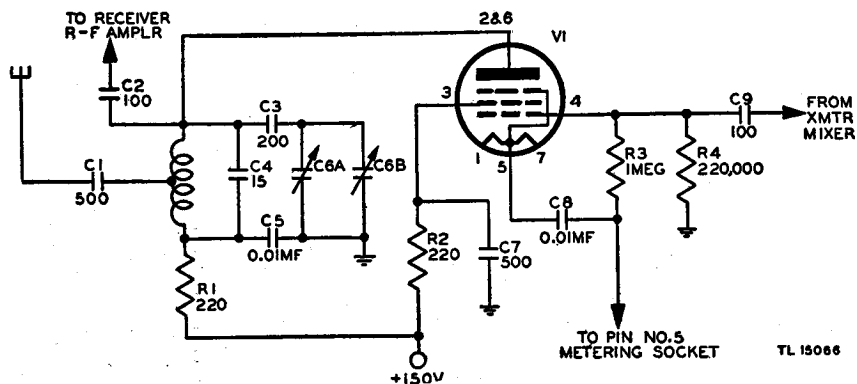 TO RECEIVER
R-F AMPLR
2&6
V1
C2
100
3
4
C9
100
FROM
XMTR
MIXER
C3
200
C1
500
C4
15
C6A
C6B
1
5
7
R3
1MEG
R4
220,000
C5
0.01MF
R2
220
C7
500
C8
0.01MF
R1
220
+150V
TO PIN NO.5
METERING SOCKET
TL 15066